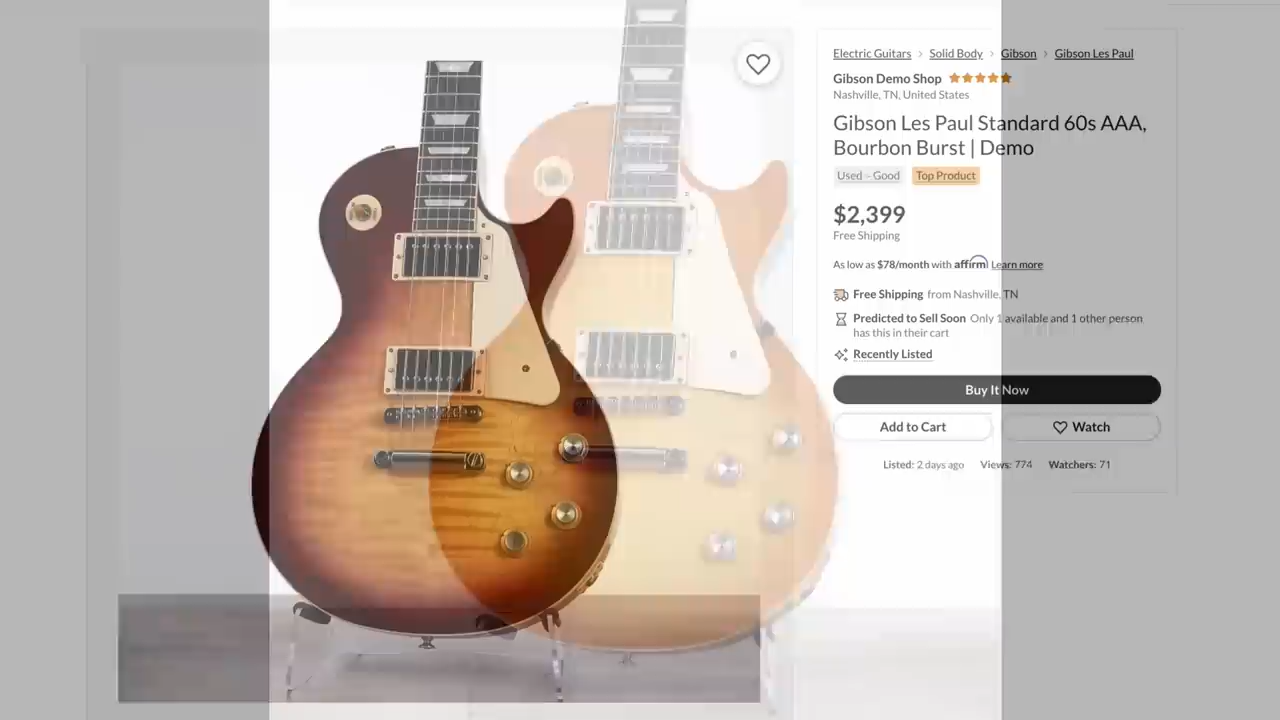 Electric Guitars > Solid Body > Gibson > Gibson Les Paul
Gibson Demo Shop ★★★★★
Nashville, TN, United States
Gibson Les Paul Standard 60s AAA,
Bourbon Burst | Demo
Used – Good Top Product
$2,399
Free Shipping
As low as $78/month with affirm Learn more
Free Shipping from Nashville, TN
Predicted to Sell Soon Only 1 available and 1 other person
has this in their cart
Recently Listed
Buy It Now
Add to Cart Watch
Listed: 2 days ago Views: 774 Watchers: 71